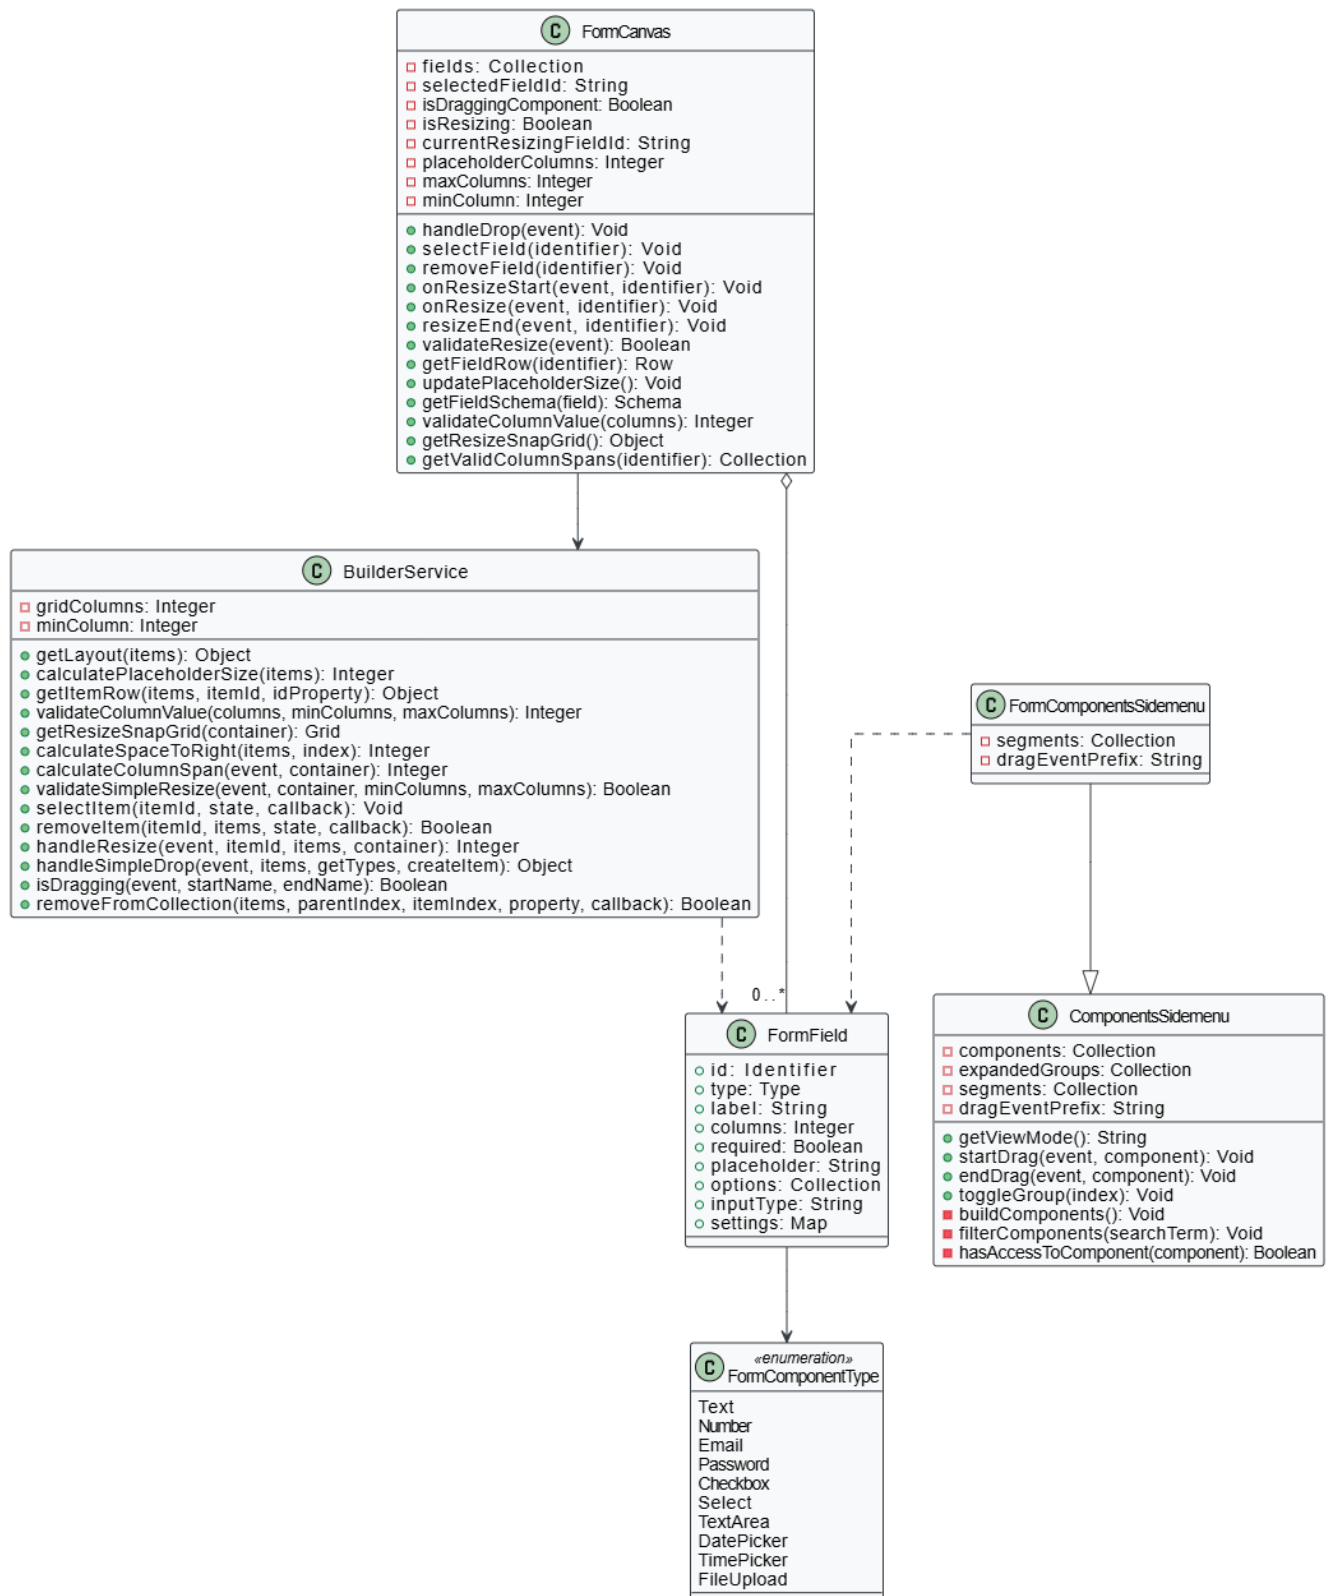 C FormCanvas
fields: Collection
selectedFieldId: String
isDraggingComponent: Boolean
isResizing: Boolean
currentResizingFieldId: String
placeholderColumns: Integer
maxColumns: Integer
minColumn: Integer
handleDrop(event): Void
selectField(identifier): Void
removeField(identifier): Void
onResizeStart(event, identifier): Void
onResize(event, identifier): Void
resizeEnd(event, identifier): Void
validateResize(event): Boolean
getFieldRow(identifier): Row
updatePlaceholderSize(): Void
getFieldSchema(field): Schema
validateColumnValue(columns): Integer
getResizeSnapGrid(): Object
getValidColumnSpans(identifier): Collection
C BuilderService
gridColumns: Integer
minColumn: Integer
getLayout(items): Object
calculatePlaceholderSize(items): Integer
getItemRow(items, itemId, idProperty): Object
validateColumnValue(columns, minColumns, maxColumns): Integer
getResizeSnapGrid(container): Grid
calculateSpaceToRight(items, index): Integer
calculateColumnSpan(event, container): Integer
validateSimpleResize(event, container, minColumns, maxColumns): Boolean
selectItem(itemId, state, callback): Void
removeItem(itemId, items, state, callback): Boolean
handleResize(event, itemId, items, container): Integer
handleSimpleDrop(event, items, getTypes, createItem): Object
isDragging(event, startName, endName): Boolean
removeFromCollection(items, parentIndex, itemIndex, property, callback): Boolean
C FormComponentsSidemenu
segments: Collection
dragEventPrefix: String
0..*
C FormField
id: Identifier
type: Type
label: String
columns: Integer
required: Boolean
placeholder: String
options: Collection
inputType: String
settings: Map
C ComponentsSidemenu
components: Collection
expandedGroups: Collection
segments: Collection
dragEventPrefix: String
getViewMode(): String
startDrag(event, component): Void
endDrag(event, component): Void
toggleGroup(index): Void
buildComponents(): Void
filterComponents(searchTerm): Void
hasAccessToComponent(component): Boolean
«enumeration»
C FormComponentType
Text
Number
Email
Password
Checkbox
Select
TextArea
DatePicker
TimePicker
FileUpload